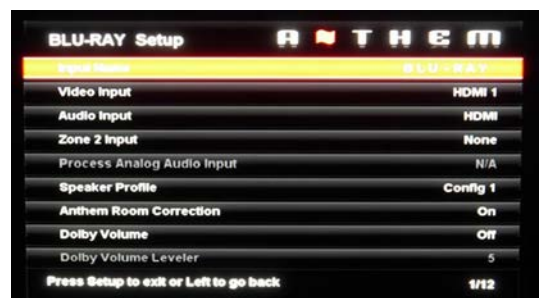 BLU-RAY Setup
ANTHEM
Input Name BLU-RAY
Video Input HDMI 1
Audio Input HDMI
Zone 2 Input None
Process Analog Audio Input N/A
Speaker Profile Config 1
Anthem Room Correction On
Dolby Volume Off
Dolby Volume Leveler 5
Press Setup to exit or Left to go back 1/12